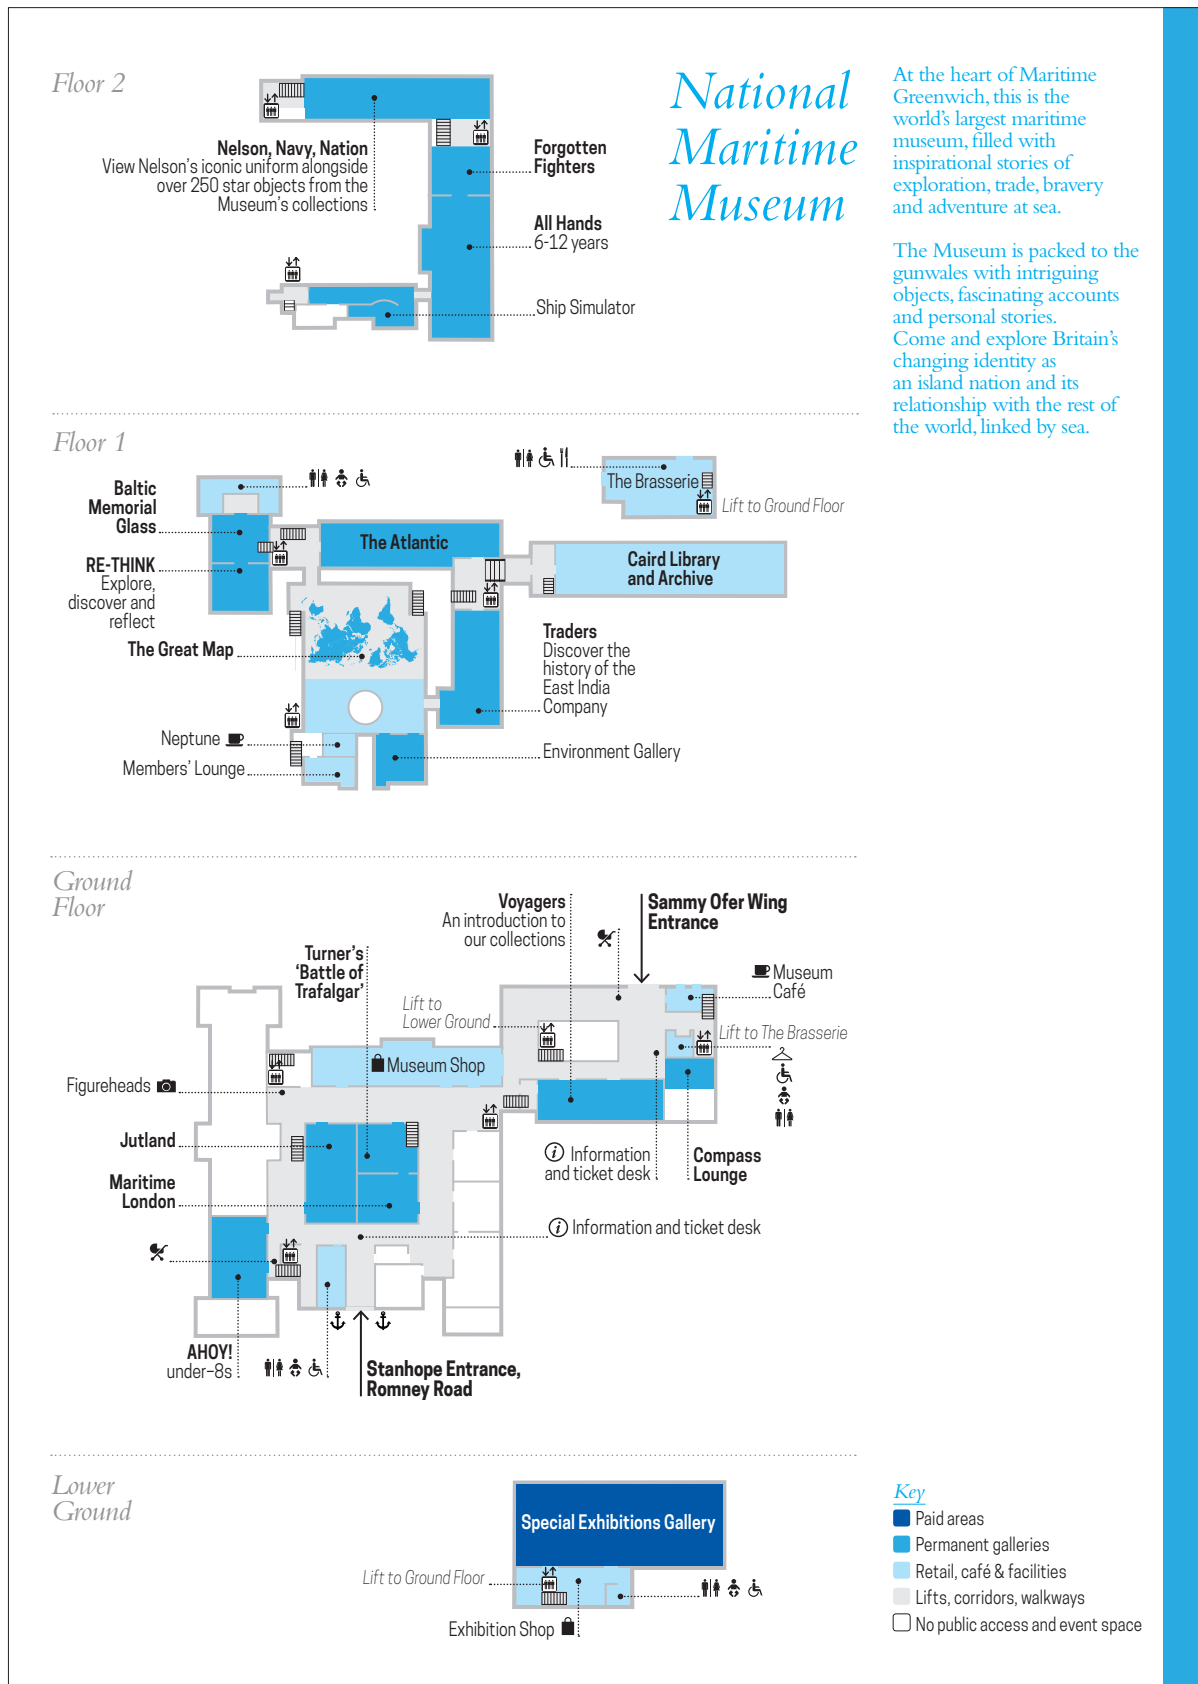 National
Maritime
Museum
At the heart of Maritime
Greenwich, this is the
world's largest maritime
museum, filled with
inspirational stories of
exploration, trade, bravery
and adventure at sea.
The Museum is packed to the
gunwales with intriguing
objects, fascinating accounts
and personal stories.
Come and explore Britain's
changing identity as
an island nation and its
relationship with the rest of
the world, linked by sea.
Floor 2
Nelson, Navy, Nation
View Nelson's iconic uniform alongside
over 250 star objects from the
Museum's collections
Forgotten
Fighters
All Hands
6-12 years
Ship Simulator
Floor 1
Baltic
Memorial
Glass
RE-THINK
Explore,
discover and
reflect
The Great Map
Neptune
Members' Lounge
The Atlantic
The Brasserie
Lift to Ground Floor
Caird Library
and Archive
Traders
Discover the
history of the
East India
Company
Environment Gallery
Ground
Floor
Voyagers
An introduction to
our collections
Sammy Ofer Wing
Entrance
Turner's
'Battle of
Trafalgar'
Lift to
Lower Ground
Museum
Café
Lift to The Brasserie
Museum Shop
Figureheads
Jutland
Maritime
London
i Information
and ticket desk
Compass
Lounge
i Information and ticket desk
AHOY!
under-8s
Stanhope Entrance,
Romney Road
Lower
Ground
Special Exhibitions Gallery
Lift to Ground Floor
Exhibition Shop
Key
Paid areas
Permanent galleries
Retail, café & facilities
Lifts, corridors, walkways
No public access and event space